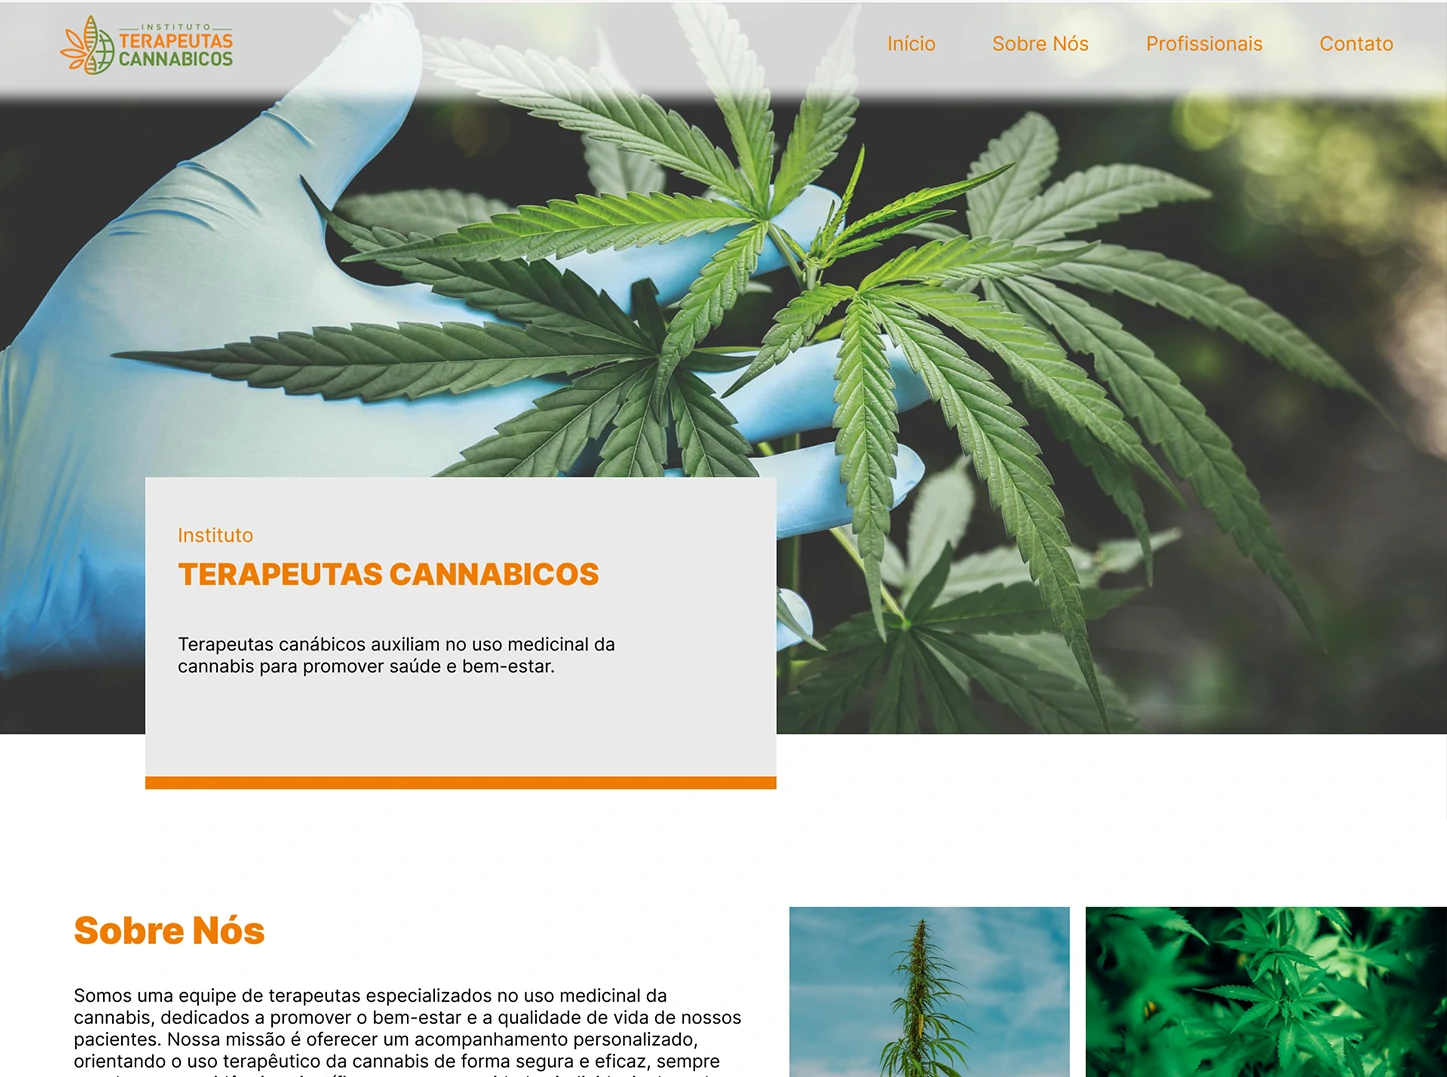 INSTITUTO
TERAPEUTAS
CANNABICOS
Início
Sobre Nós
Profissionais
Contato
Instituto
TERAPEUTAS CANNABICOS
Terapeutas canábicos auxiliam no uso medicinal da
cannabis para promover saúde e bem-estar.
Sobre Nós
Somos uma equipe de terapeutas especializados no uso medicinal da
cannabis, dedicados a promover o bem-estar e a qualidade de vida de nossos
pacientes. Nossa missão é oferecer um acompanhamento personalizado,
orientando o uso terapêutico da cannabis de forma segura e eficaz, sempre